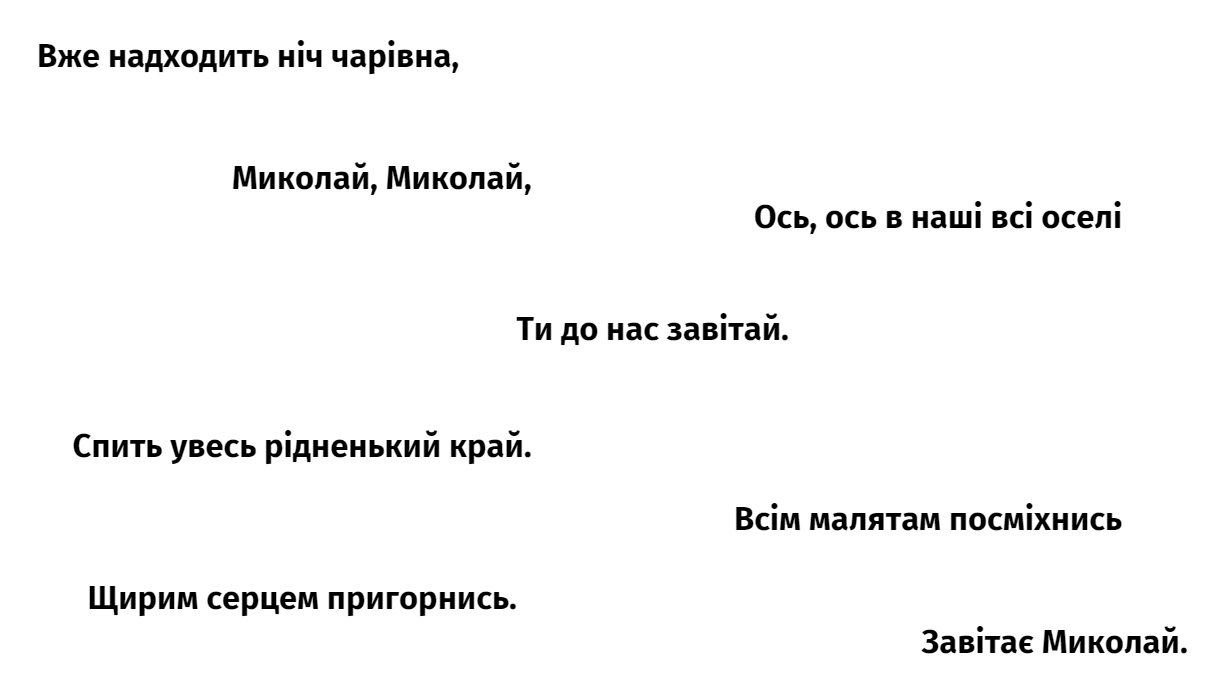 Вже надходить ніч чарівна,
Миколай, Миколай,
Ось, ось в наші всі оселі
Ти до нас завітай.
Спить увесь рідненький край.
Всім малятам посміхнись
Щирим серцем пригорнись.
Завітає Миколай.